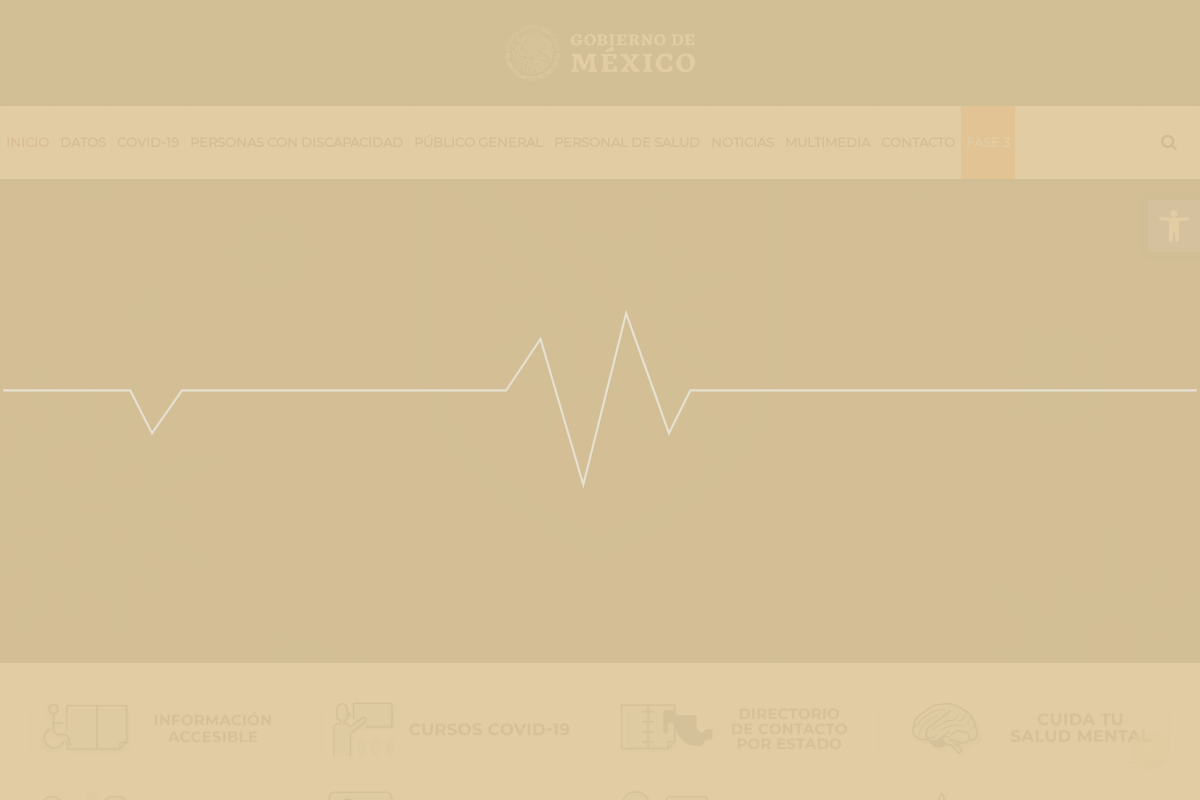 GOBIERNO DE
MÉXICO
INICIO DATOS COVID-19 PERSONAS CON DISCAPACIDAD PÚBLICO GENERAL PERSONAL DE SALUD NOTICIAS MULTIMEDIA CONTACTO FASE 3
INFORMACIÓN
ACCESIBLE
CURSOS COVID-19
DIRECTORIO
DE CONTACTO
POR ESTADO
CUIDA TU
SALUD MENTAL